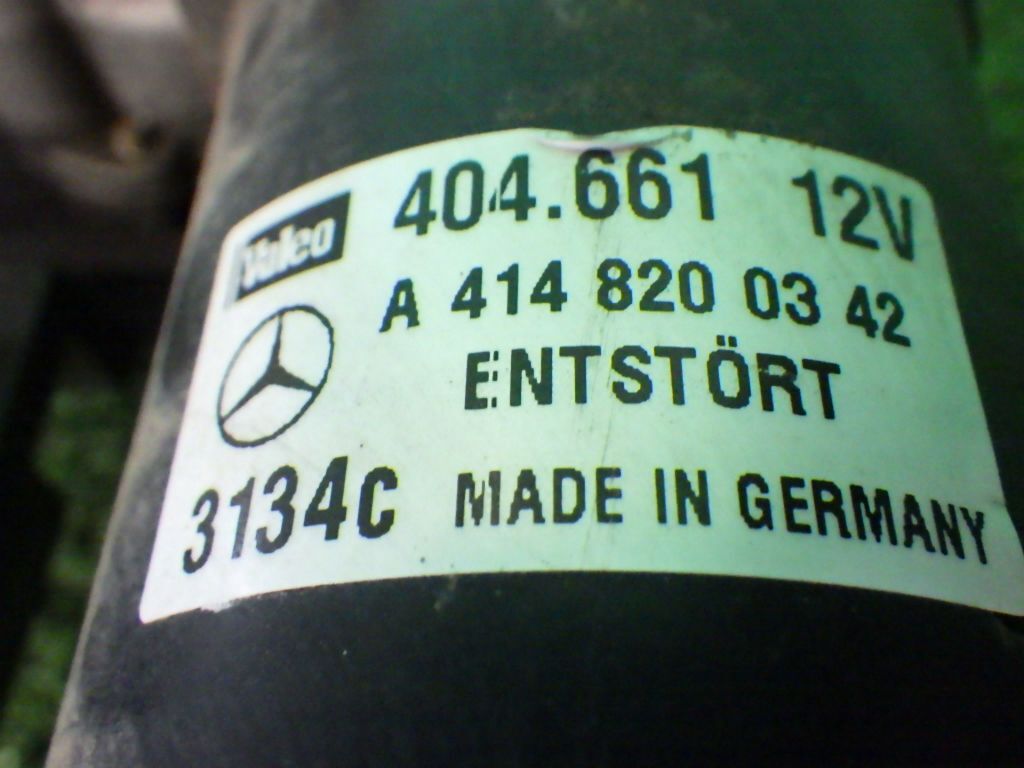 Valeo 404.661 12V
A 414 820 03 42
ENTSTÖRT
3134C MADE IN GERMANY